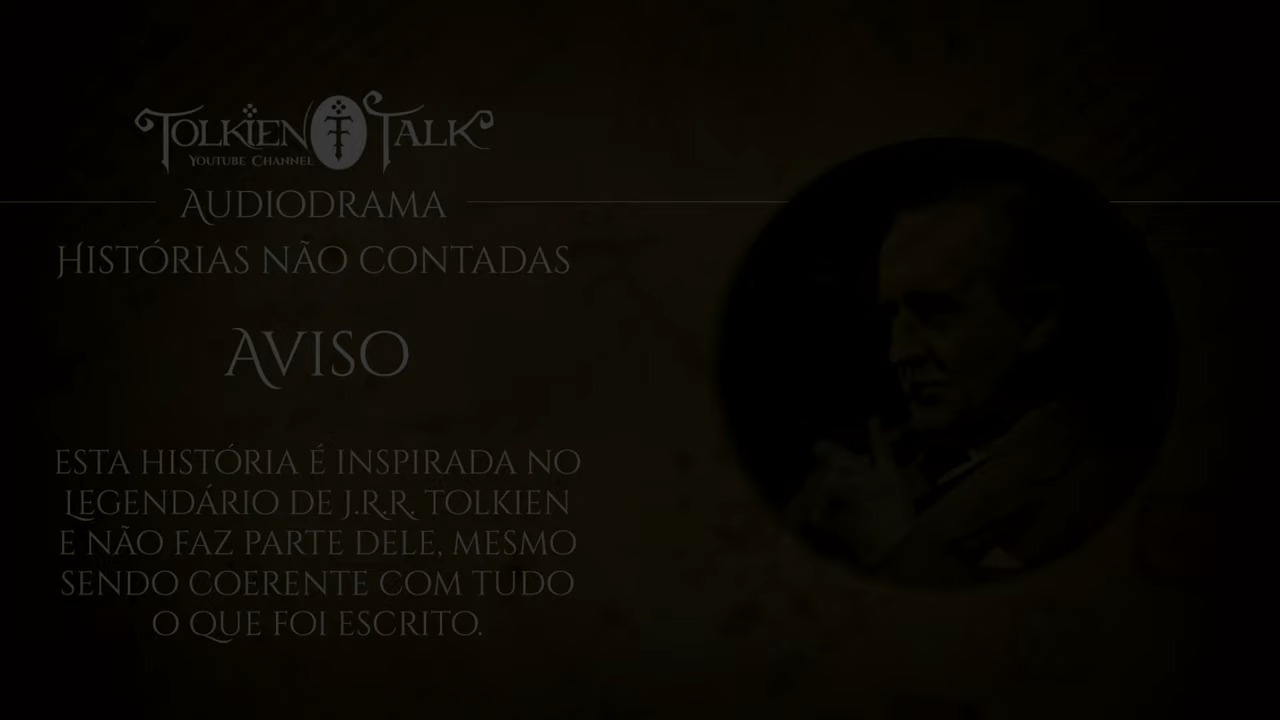 Tolkien Talk
Youtube Channel
Audiodrama
Histórias não contadas
Aviso
Esta história é inspirada no
Legendário de J.R.R. Tolkien
e não faz parte dele, mesmo
sendo coerente com tudo
o que foi escrito.